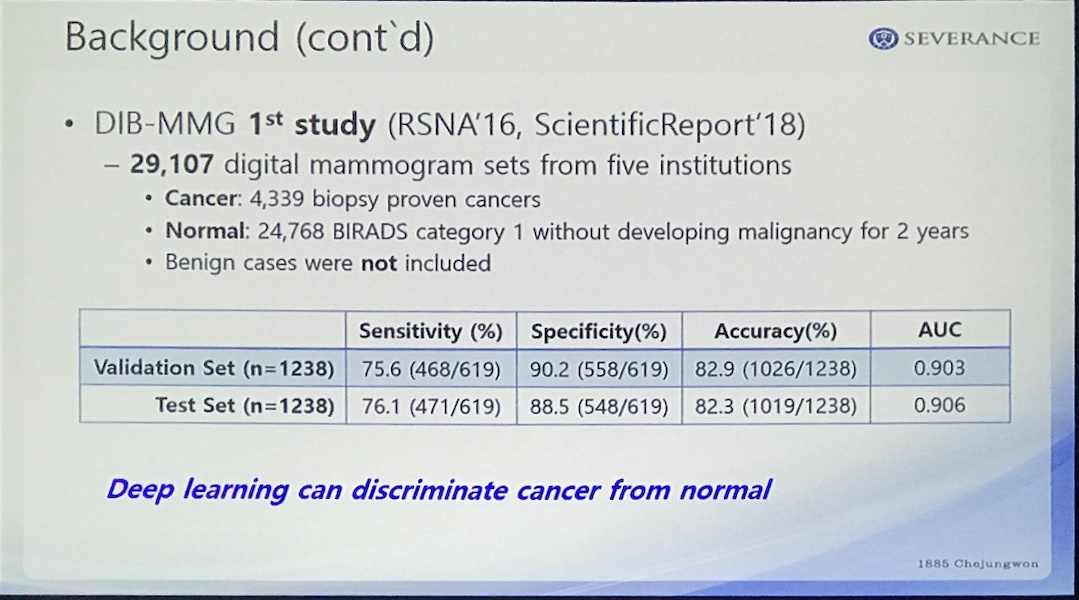 Background (cont`d)
SEVERANCE
• DIB-MMG 1st study (RSNA'16, ScientificReport'18)
– 29,107 digital mammogram sets from five institutions
• Cancer: 4,339 biopsy proven cancers
• Normal: 24,768 BIRADS category 1 without developing malignancy for 2 years
• Benign cases were not included
Sensitivity (%) Specificity(%) Accuracy(%) AUC
Validation Set (n=1238) 75.6 (468/619) 90.2 (558/619) 82.9 (1026/1238) 0.903
Test Set (n=1238) 76.1 (471/619) 88.5 (548/619) 82.3 (1019/1238) 0.906
Deep learning can discriminate cancer from normal
1885 Chejungwon